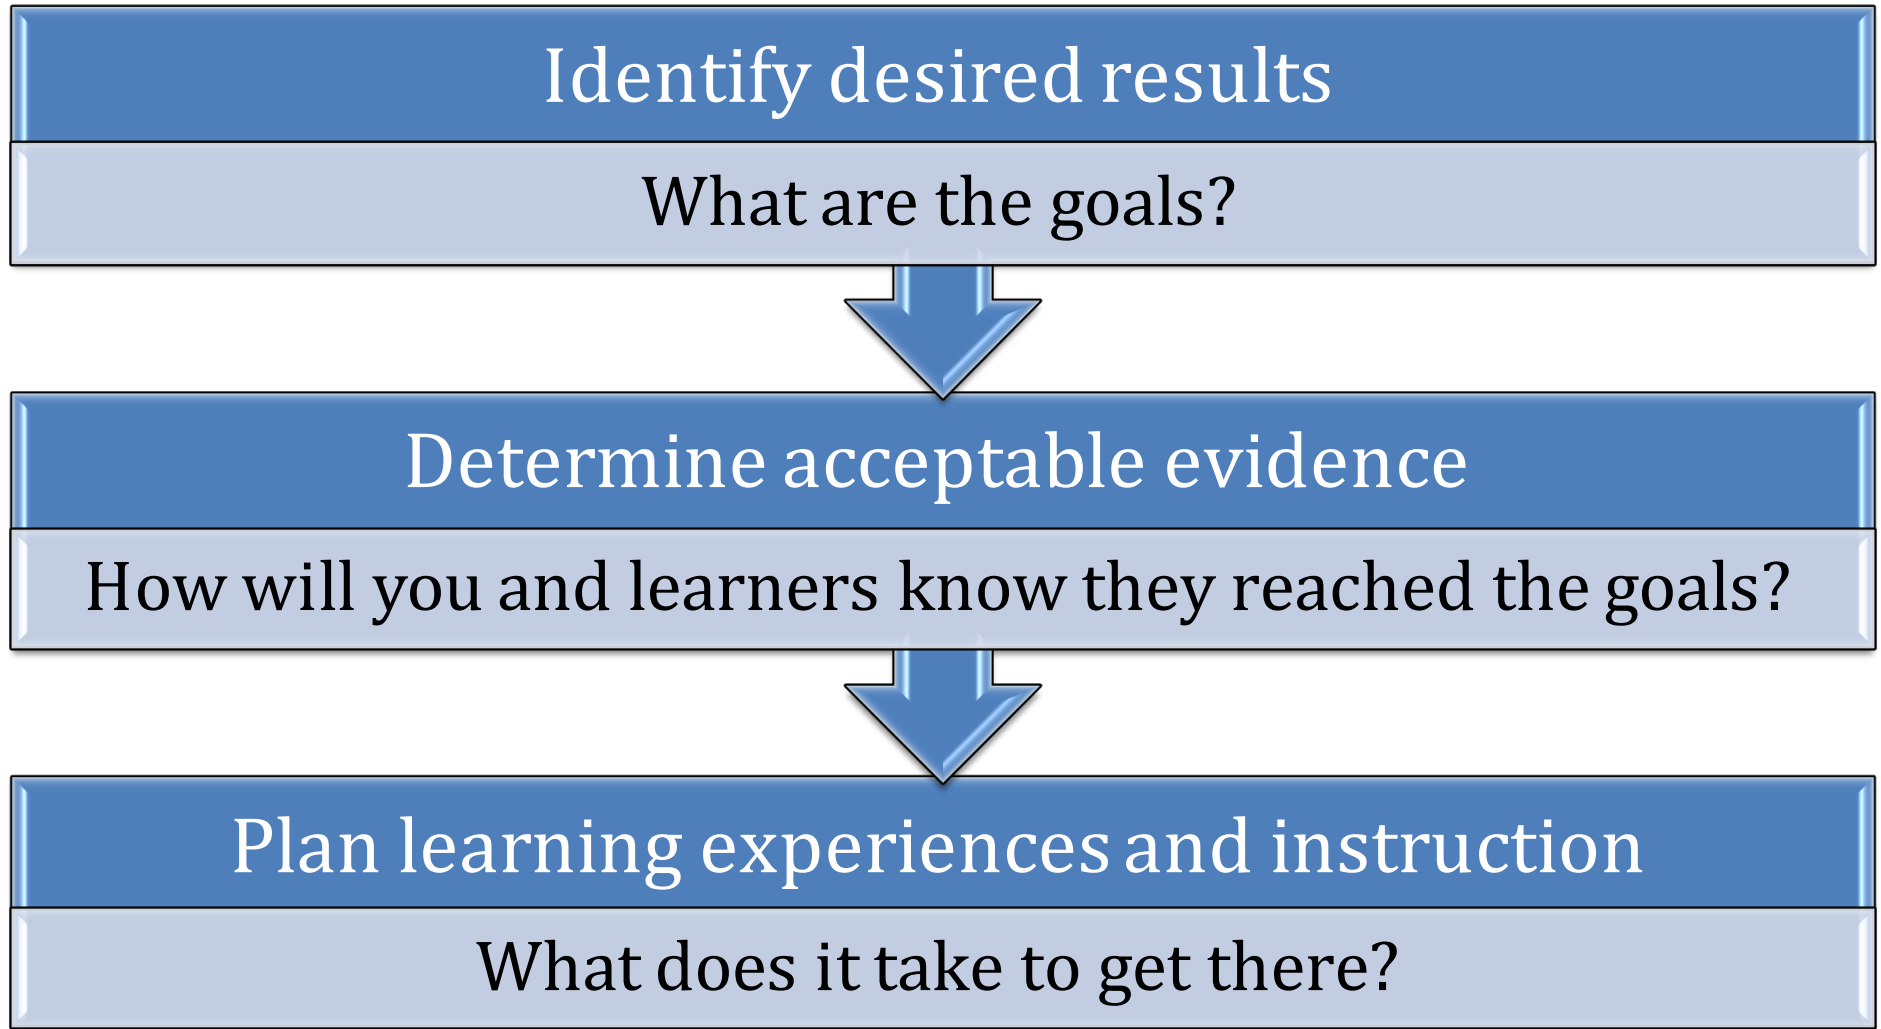 Identify desired results
What are the goals?
Determine acceptable evidence
How will you and learners know they reached the goals?
Plan learning experiences and instruction
What does it take to get there?